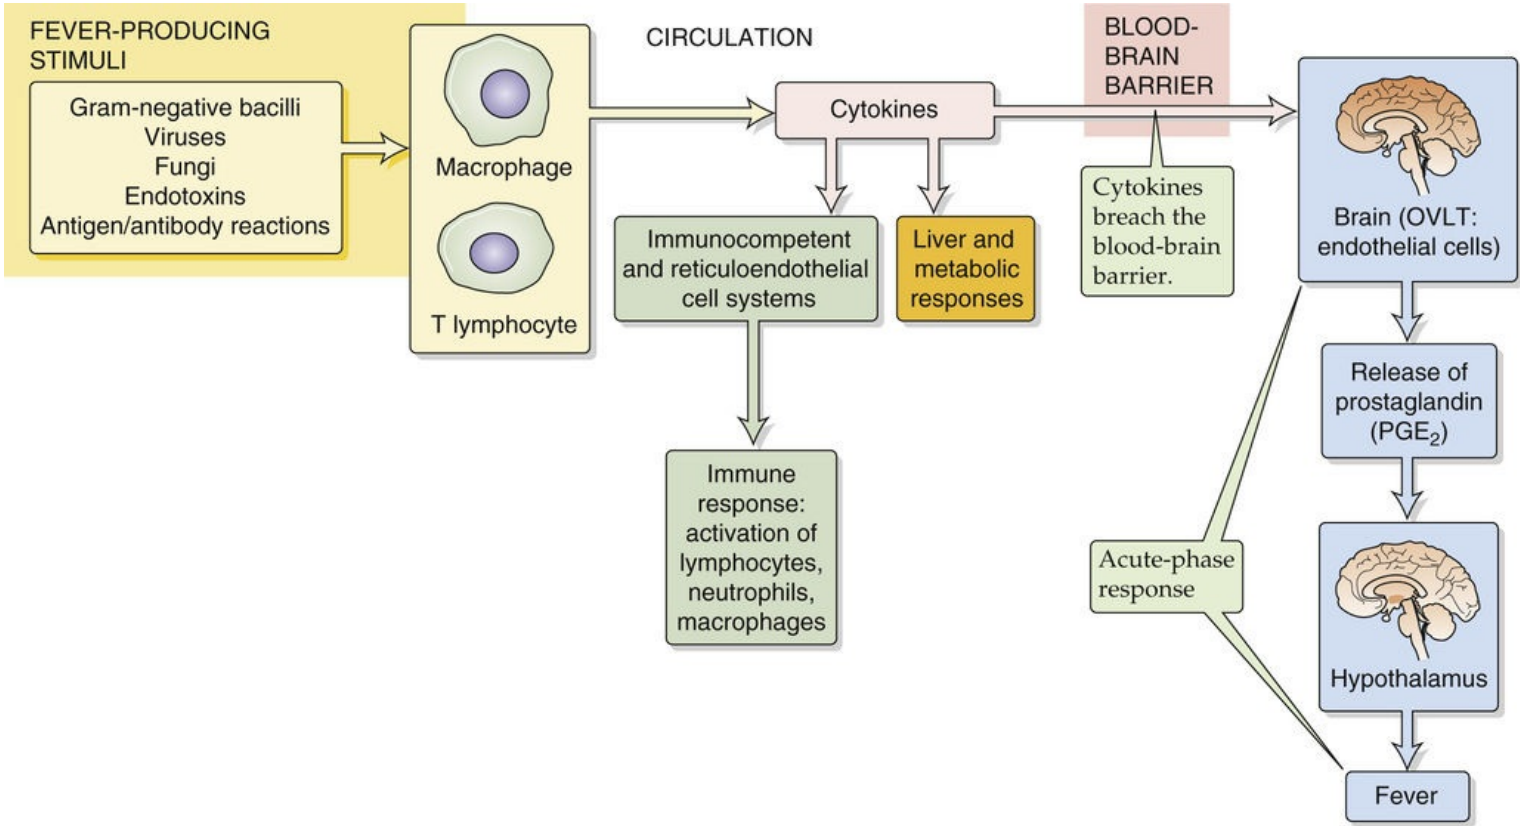 FEVER-PRODUCING
STIMULI
Gram-negative bacilli
Viruses
Fungi
Endotoxins
Antigen/antibody reactions
Macrophage
T lymphocyte
CIRCULATION
Cytokines
Immunocompetent
and reticuloendothelial
cell systems
Liver and
metabolic
responses
Immune
response:
activation of
lymphocytes,
neutrophils,
macrophages
BLOOD-
BRAIN
BARRIER
Cytokines
breach the
blood-brain
barrier.
Brain (OVLT:
endothelial cells)
Release of
prostaglandin
(PGE₂)
Acute-phase
response
Hypothalamus
Fever